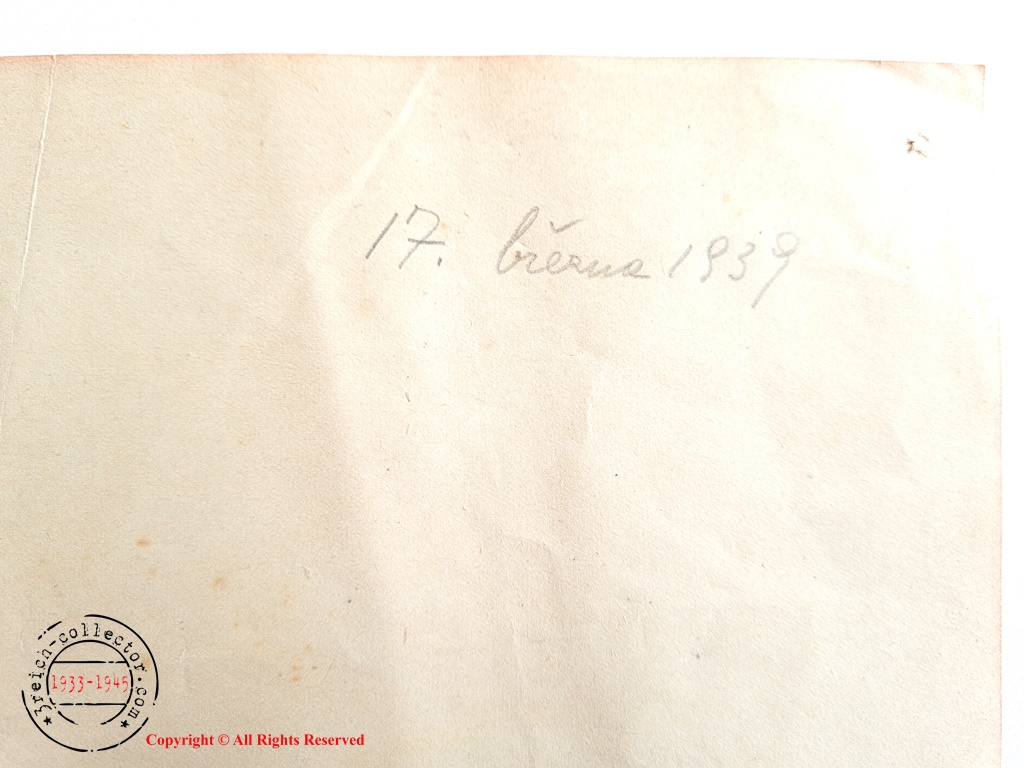 17. března 1939
3reich-collector.com
1933-1945
Copyright © All Rights Reserved